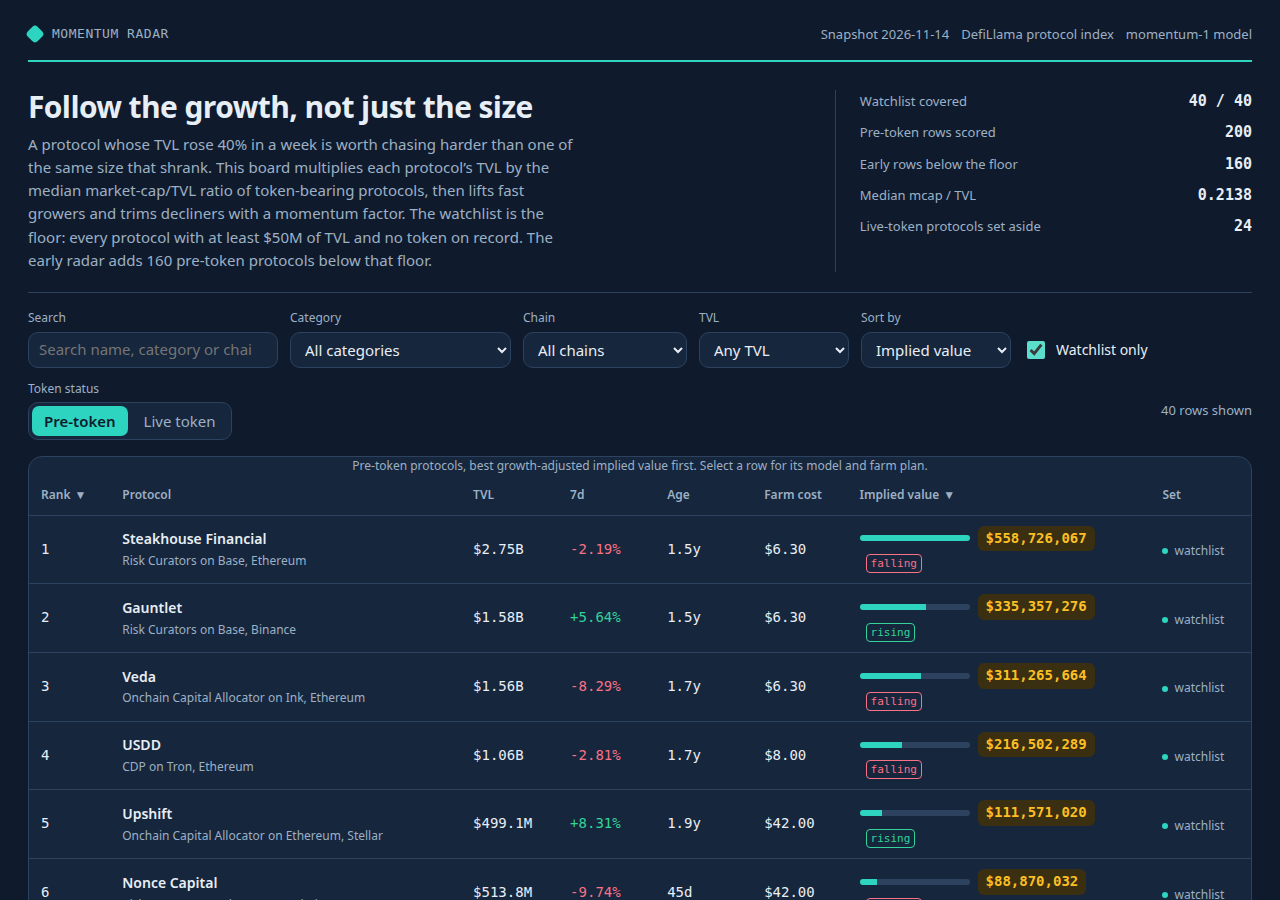 MOMENTUM RADAR
Snapshot 2026-11-14 DefiLlama protocol index momentum-1 model
Follow the growth, not just the size
A protocol whose TVL rose 40% in a week is worth chasing harder than one of
the same size that shrank. This board multiplies each protocol’s TVL by the
median market-cap/TVL ratio of token-bearing protocols, then lifts fast
growers and trims decliners with a momentum factor. The watchlist is the
floor: every protocol with at least $50M of TVL and no token on record. The
early radar adds 160 pre-token protocols below that floor.
Watchlist covered 40 / 40
Pre-token rows scored 200
Early rows below the floor 160
Median mcap / TVL 0.2138
Live-token protocols set aside 24
Search Category Chain TVL Sort by
Search name, category or chai All categories All chains Any TVL Implied value Watchlist only
Token status
Pre-token Live token
40 rows shown
Pre-token protocols, best growth-adjusted implied value first. Select a row for its model and farm plan.
Rank ▼ Protocol TVL 7d Age Farm cost Implied value ▼ Set
1 Steakhouse Financial $2.75B -2.19% 1.5y $6.30 $558,726,067 watchlist
Risk Curators on Base, Ethereum falling
2 Gauntlet $1.58B +5.64% 1.5y $6.30 $335,357,276 watchlist
Risk Curators on Base, Binance rising
3 Veda $1.56B -8.29% 1.7y $6.30 $311,265,664 watchlist
Onchain Capital Allocator on Ink, Ethereum falling
4 USDD $1.06B -2.81% 1.7y $8.00 $216,502,289 watchlist
CDP on Tron, Ethereum falling
5 Upshift $499.1M +8.31% 1.9y $42.00 $111,571,020 watchlist
Onchain Capital Allocator on Ethereum, Stellar rising
6 Nonce Capital $513.8M -9.74% 45d $42.00 $88,870,032 watchlist